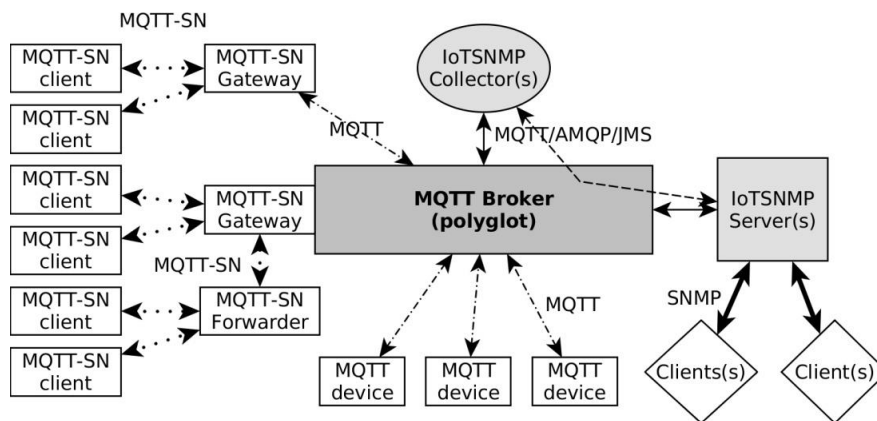 MQTT-SN
MQTT-SN
client
MQTT-SN
Gateway
MQTT-SN
client
IoTSNMP
Collector(s)
MQTT
MQTT/AMQP/JMS
MQTT-SN
client
MQTT-SN
client
MQTT-SN
Gateway
MQTT Broker
(polyglot)
IoTSNMP
Server(s)
MQTT-SN
MQTT-SN
client
MQTT-SN
client
MQTT-SN
Forwarder
MQTT
MQTT
device
MQTT
device
MQTT
device
SNMP
Clients(s)
Client(s)